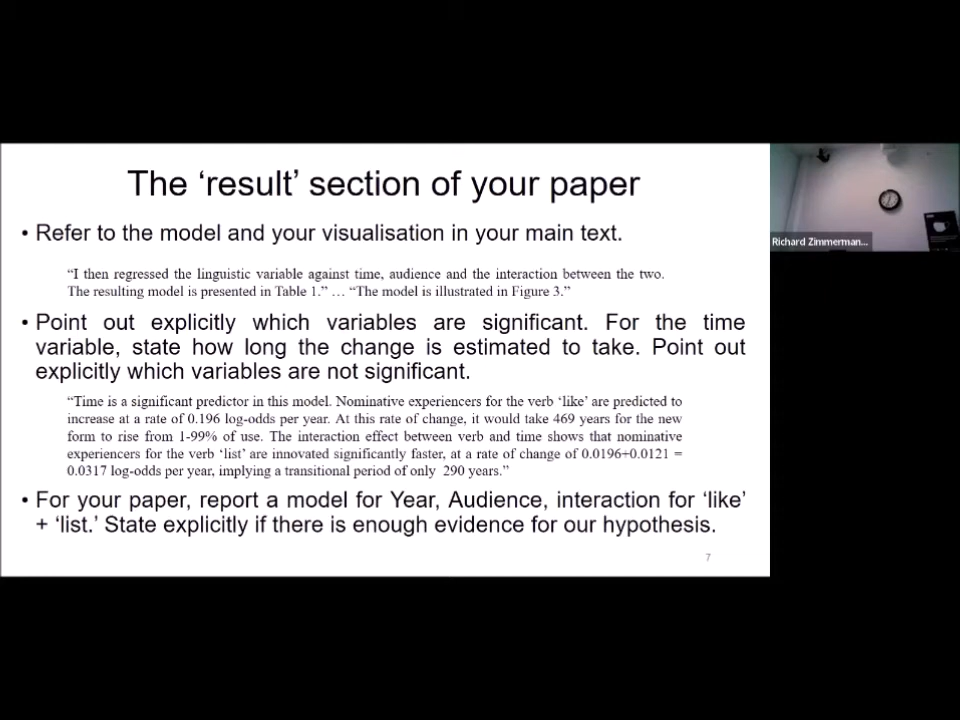 The ‘result’ section of your paper
• Refer to the model and your visualisation in your main text.
“I then regressed the linguistic variable against time, audience and the interaction between the two.
The resulting model is presented in Table 1.” … “The model is illustrated in Figure 3.”
• Point out explicitly which variables are significant. For the time
variable, state how long the change is estimated to take. Point out
explicitly which variables are not significant.
“Time is a significant predictor in this model. Nominative experiencers for the verb ‘like’ are predicted to
increase at a rate of 0.196 log-odds per year. At this rate of change, it would take 469 years for the new
form to rise from 1-99% of use. The interaction effect between verb and time shows that nominative
experiencers for the verb ‘list’ are innovated significantly faster, at a rate of change of 0.0196+0.0121 =
0.0317 log-odds per year, implying a transitional period of only 290 years.”
• For your paper, report a model for Year, Audience, interaction for ‘like’
+ ‘list.’ State explicitly if there is enough evidence for our hypothesis.
7
Richard Zimmerman...